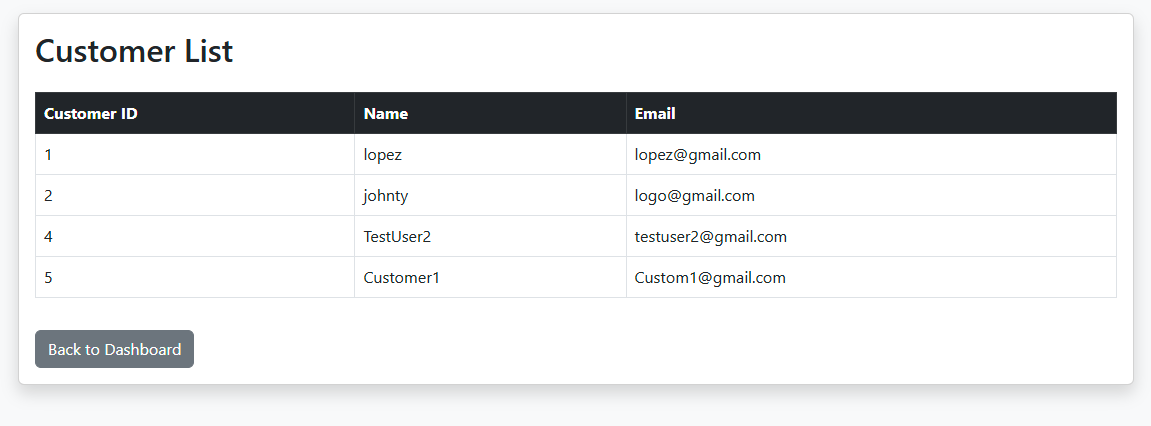 Customer List
Customer ID Name Email
1 lopez lopez@gmail.com
2 johnty logo@gmail.com
4 TestUser2 testuser2@gmail.com
5 Customer1 Custom1@gmail.com
Back to Dashboard